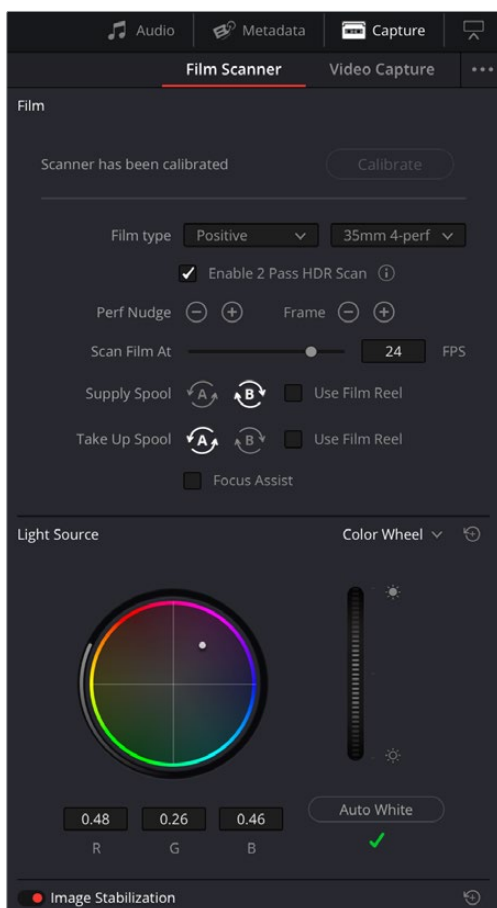 Audio Metadata Capture
Film Scanner Video Capture
Film
Scanner has been calibrated Calibrate
Film type Positive 35mm 4-perf
Enable 2 Pass HDR Scan
Perf Nudge Frame
Scan Film At 24 FPS
Supply Spool A B Use Film Reel
Take Up Spool A B Use Film Reel
Focus Assist
Light Source Color Wheel
Auto White
0.48 0.26 0.46
R G B
Image Stabilization